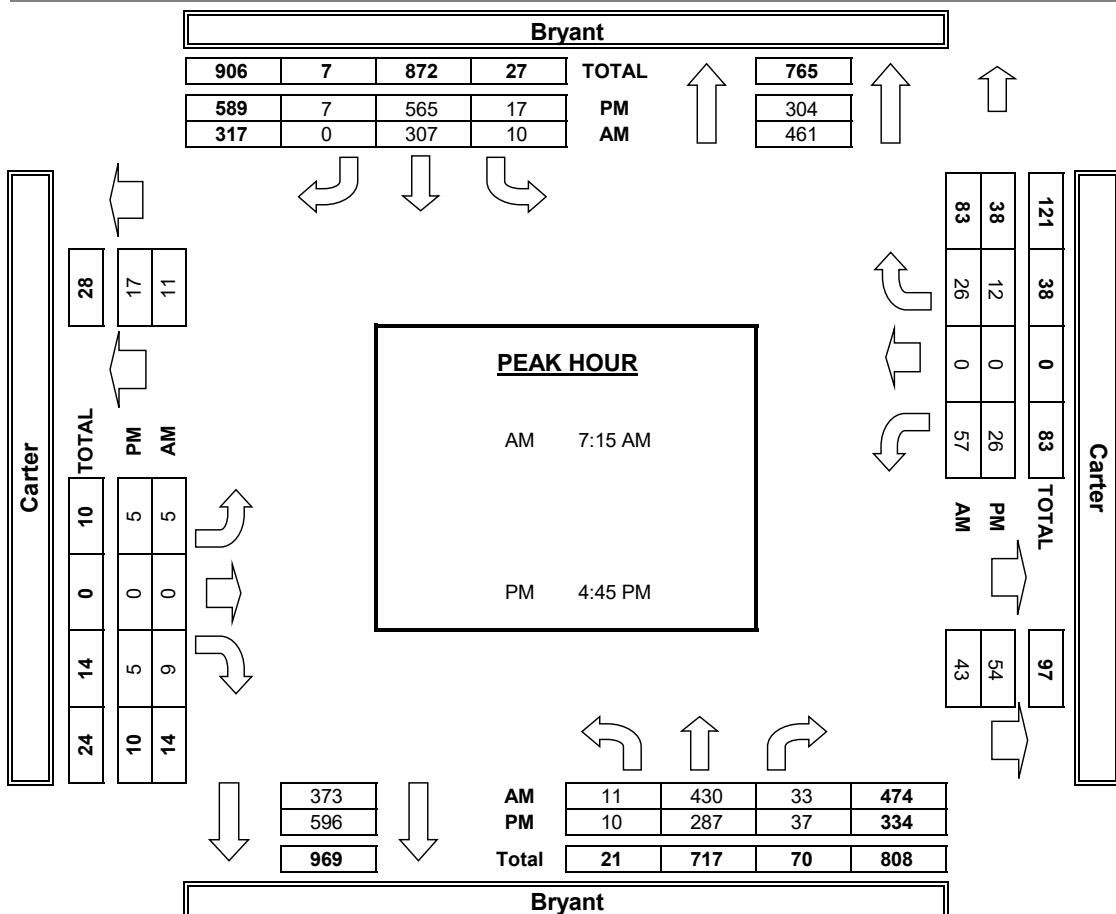 Bryant
906 7 872 27 TOTAL 765
589 7 565 17 PM 304
317 0 307 10 AM 461
Carter
28 17 11
TOTAL PM AM
10 5 5
0 0 0
14 5 9
24 10 14
PEAK HOUR
AM 7:15 AM
PM 4:45 PM
83 38 121
26 12 38
0 0 0
57 26 83
AM PM TOTAL
43 54 97
Carter
373 AM 11 430 33 474
596 PM 10 287 37 334
969 Total 21 717 70 808
Bryant